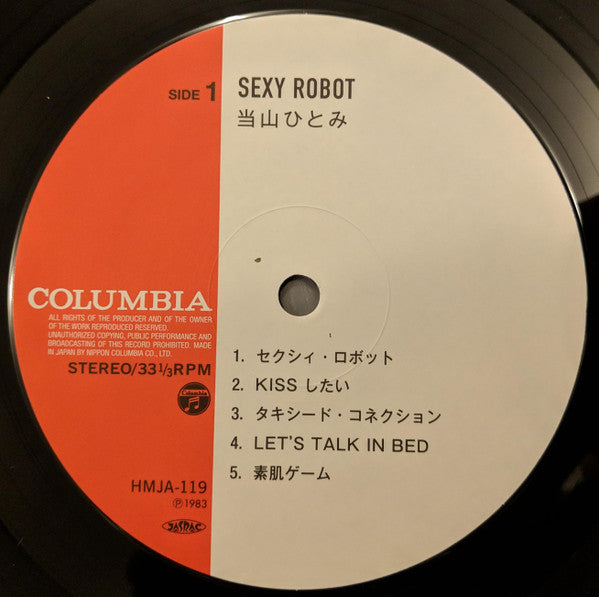 SIDE 1
SEXY ROBOT
当山ひとみ
COLUMBIA
ALL RIGHTS OF THE PRODUCER AND OF THE OWNER
OF THE WORK REPRODUCED RESERVED.
UNAUTHORIZED COPYING, PUBLIC PERFORMANCE AND
BROADCASTING OF THIS RECORD PROHIBITED. MADE
IN JAPAN BY NIPPON COLUMBIA CO., LTD.
STEREO/33⅓RPM
Columbia
HMJA-119
Ⓟ1983
JASRAC
1. セクシィ・ロボット
2. KISS したい
3. タキシード・コネクション
4. LET'S TALK IN BED
5. 素肌ゲーム